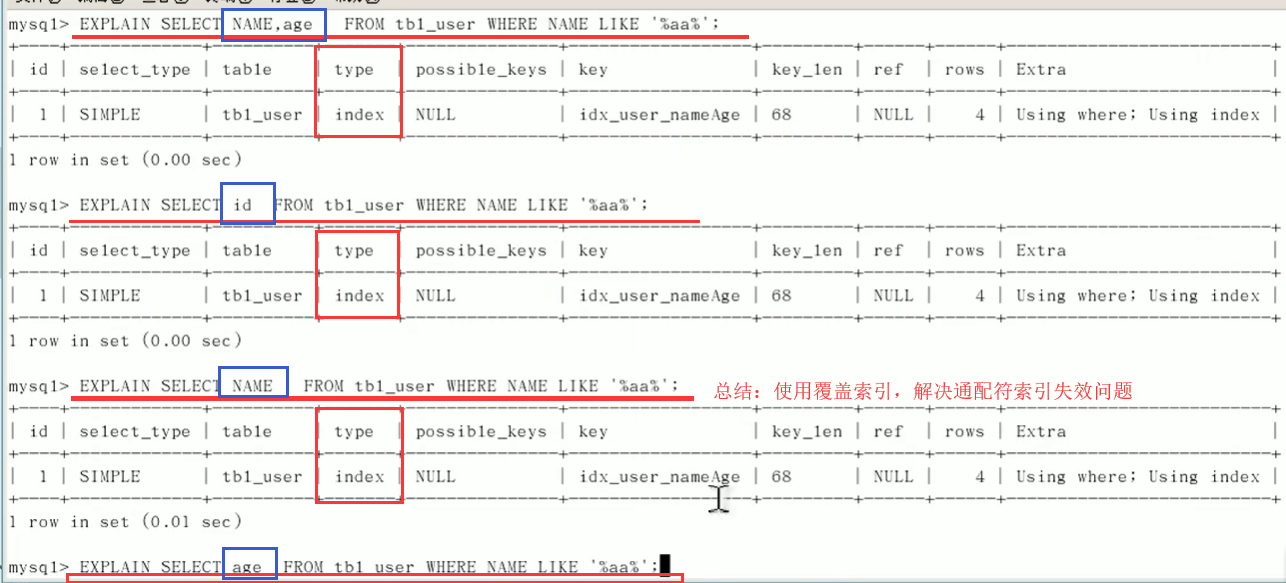 mysql> EXPLAIN SELECT NAME,age FROM tbl_user WHERE NAME LIKE '%aa%';
+----+-------------+----------+-------+---------------+------------------+---------+------+------+--------------------------+
| id | select_type | table | type | possible_keys | key | key_len | ref | rows | Extra |
+----+-------------+----------+-------+---------------+------------------+---------+------+------+--------------------------+
| 1 | SIMPLE | tbl_user | index | NULL | idx_user_nameAge | 68 | NULL | 4 | Using where; Using index |
+----+-------------+----------+-------+---------------+------------------+---------+------+------+--------------------------+
1 row in set (0.00 sec)
mysql> EXPLAIN SELECT id FROM tbl_user WHERE NAME LIKE '%aa%';
+----+-------------+----------+-------+---------------+------------------+---------+------+------+--------------------------+
| id | select_type | table | type | possible_keys | key | key_len | ref | rows | Extra |
+----+-------------+----------+-------+---------------+------------------+---------+------+------+--------------------------+
| 1 | SIMPLE | tbl_user | index | NULL | idx_user_nameAge | 68 | NULL | 4 | Using where; Using index |
+----+-------------+----------+-------+---------------+------------------+---------+------+------+--------------------------+
1 row in set (0.00 sec)
mysql> EXPLAIN SELECT NAME FROM tbl_user WHERE NAME LIKE '%aa%';
总结：使用覆盖索引，解决通配符索引失效问题
+----+-------------+----------+-------+---------------+------------------+---------+------+------+--------------------------+
| id | select_type | table | type | possible_keys | key | key_len | ref | rows | Extra |
+----+-------------+----------+-------+---------------+------------------+---------+------+------+--------------------------+
| 1 | SIMPLE | tbl_user | index | NULL | idx_user_nameAge | 68 | NULL | 4 | Using where; Using index |
+----+-------------+----------+-------+---------------+------------------+---------+------+------+--------------------------+
1 row in set (0.01 sec)
mysql> EXPLAIN SELECT age FROM tbl_user WHERE NAME LIKE '%aa%';